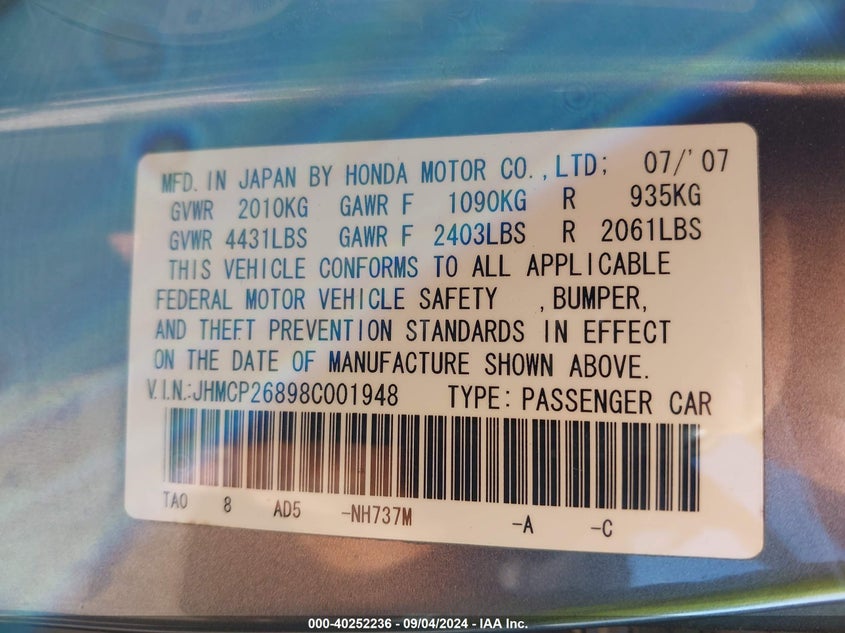 MFD. IN JAPAN BY HONDA MOTOR CO., LTD; 07/'07
GVWR 2010KG GAWR F 1090KG R 935KG
GVWR 4431LBS GAWR F 2403LBS R 2061LBS
THIS VEHICLE CONFORMS TO ALL APPLICABLE
FEDERAL MOTOR VEHICLE SAFETY , BUMPER,
AND THEFT PREVENTION STANDARDS IN EFFECT
ON THE DATE OF MANUFACTURE SHOWN ABOVE.
V.I.N.:JHMCP26898C001948 TYPE: PASSENGER CAR
TAO 8 AD5 -NH737M -A -C
000-40252236 - 09/04/2024 - IAA Inc.